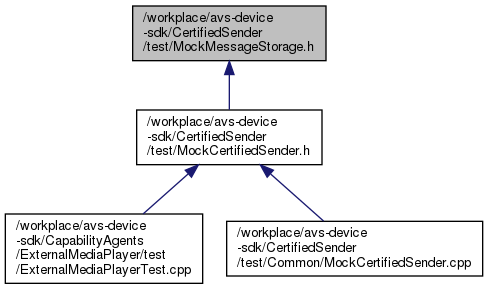 /workplace/avs-device
-sdk/CertifiedSender
/test/MockMessageStorage.h
/workplace/avs-device
-sdk/CertifiedSender
/test/MockCertifiedSender.h
/workplace/avs-device
-sdk/CapabilityAgents
/ExternalMediaPlayer/test
/ExternalMediaPlayerTest.cpp
/workplace/avs-device
-sdk/CertifiedSender
/test/Common/MockCertifiedSender.cpp